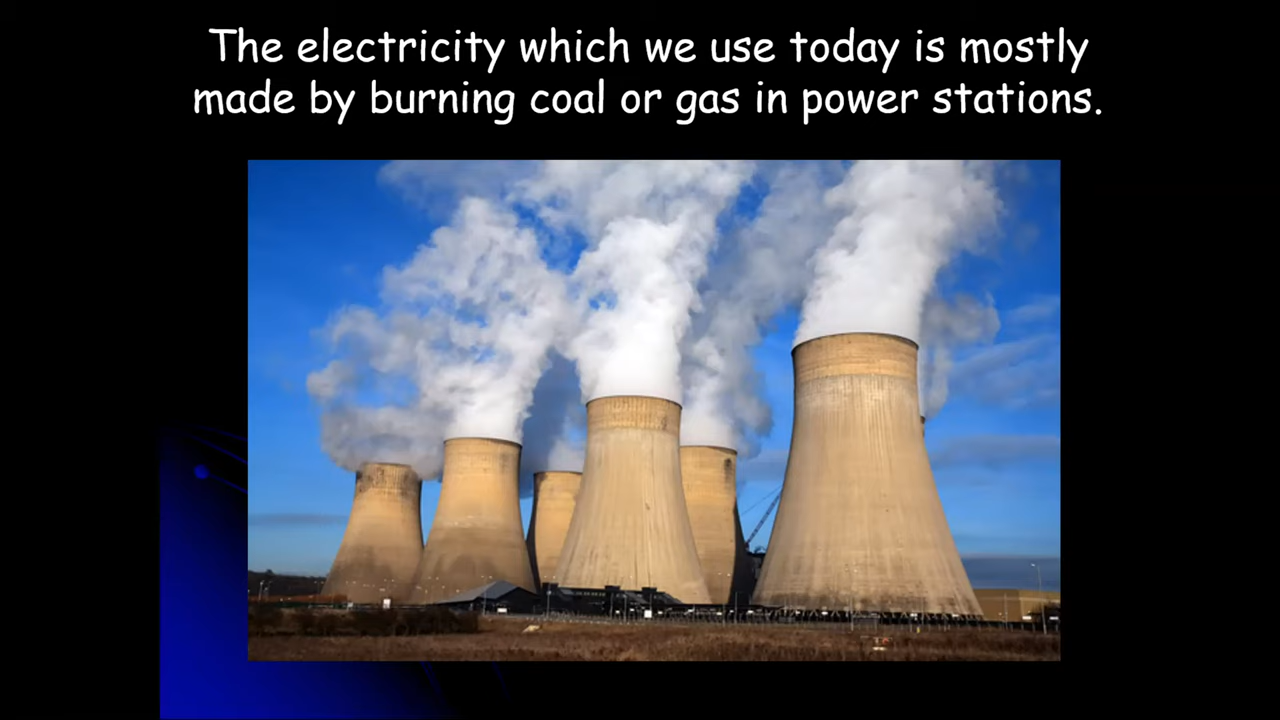 The electricity which we use today is mostly
made by burning coal or gas in power stations.